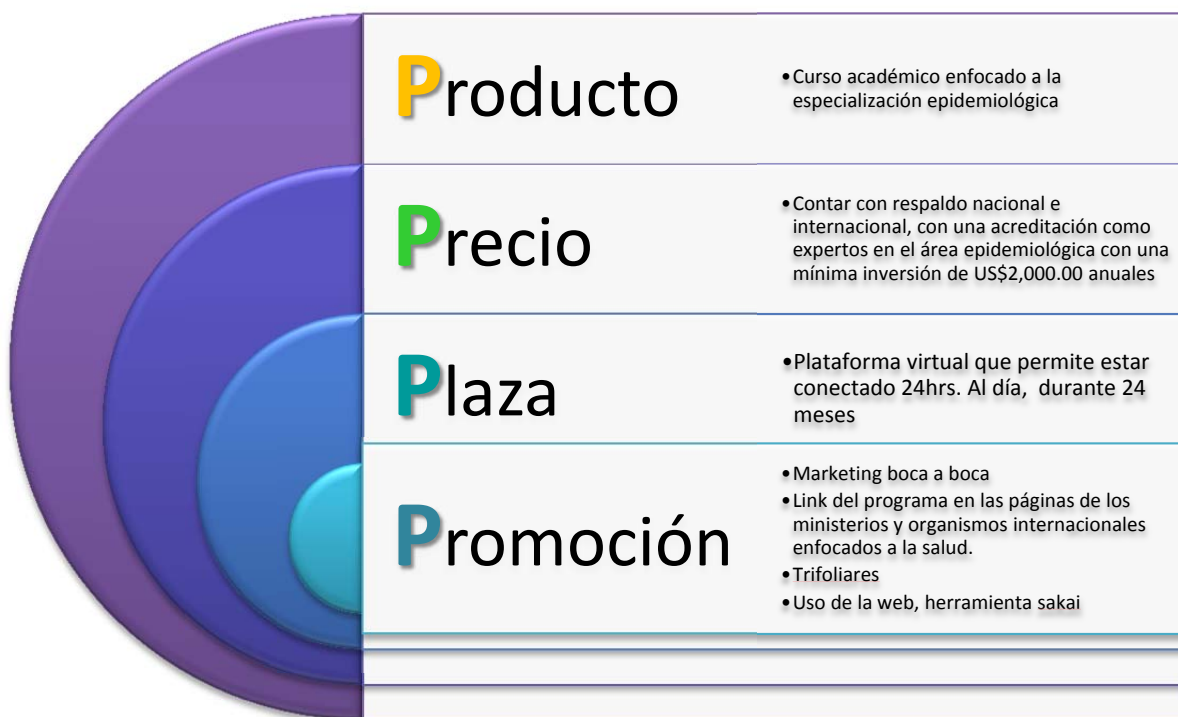 Producto
•Curso académico enfocado a la
especialización epidemiológica
Precio
•Contar con respaldo nacional e
internacional, con una acreditación como
expertos en el área epidemiológica con una
mínima inversión de US$2,000.00 anuales
Plaza
•Plataforma virtual que permite estar
conectado 24hrs. Al día, durante 24
meses
Promoción
•Marketing boca a boca
•Link del programa en las páginas de los
ministerios y organismos internacionales
enfocados a la salud.
•Trifoliares
•Uso de la web, herramienta sakai